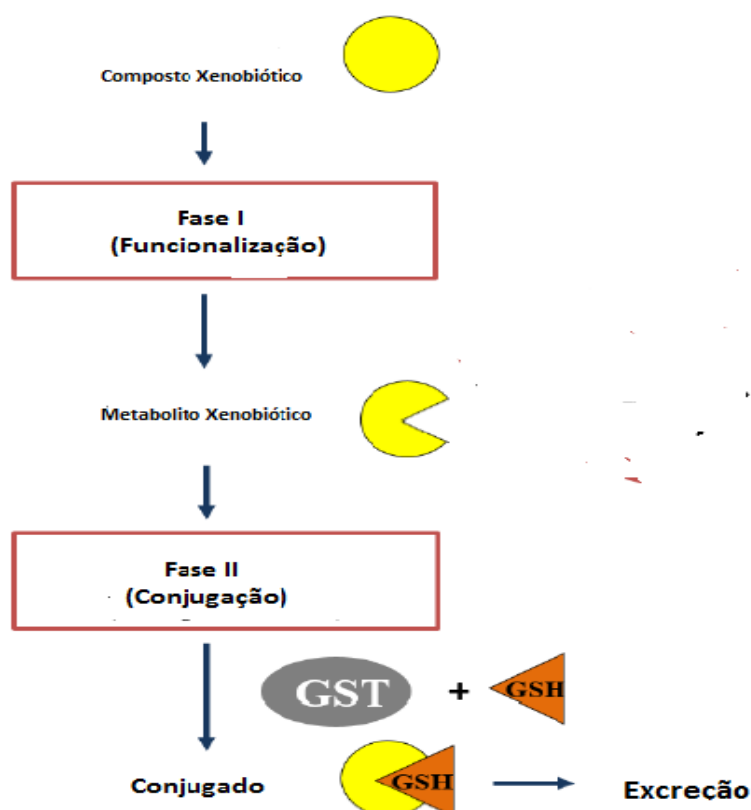 Composto Xenobiótico
Fase I
(Funcionalização)
Metabolito Xenobiótico
Fase II
(Conjugação)
GST + GSH
Conjugado GSH Excreção